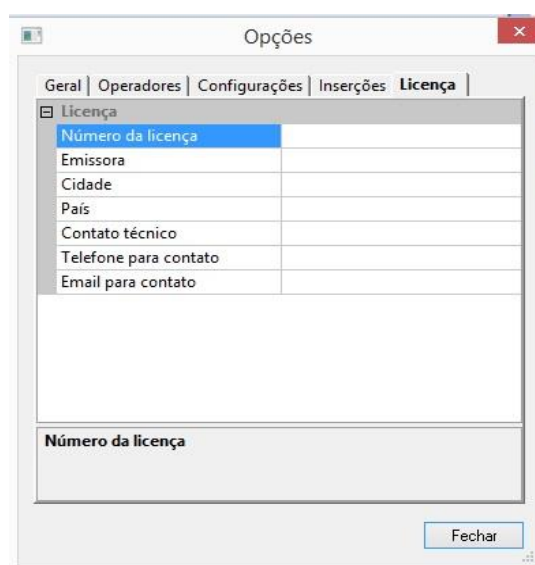 Opções
Geral Operadores Configurações Inserções Licença
Licença
Número da licença
Emissora
Cidade
País
Contato técnico
Telefone para contato
Email para contato
Número da licença
Fechar